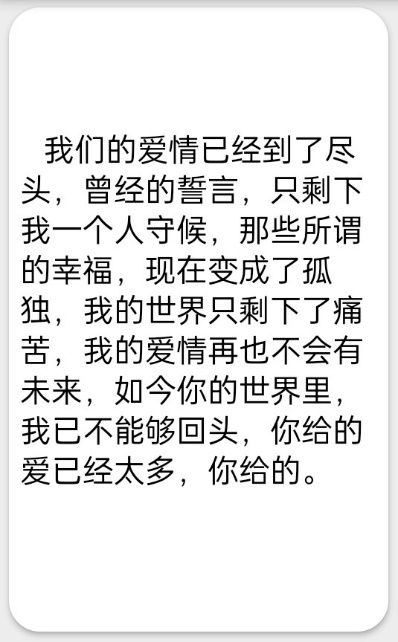 我们的爱情已经到了尽
头，曾经的誓言，只剩下
我一个人守候，那些所谓
的幸福，现在变成了孤
独，我的世界只剩下了痛
苦，我的爱情再也不会有
未来，如今你的世界里，
我已不能够回头，你给的
爱已经太多，你给的。